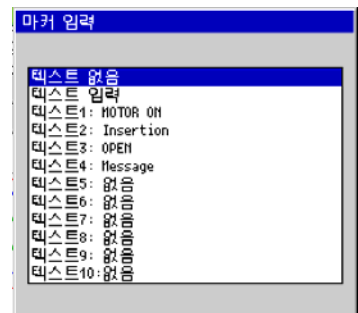 마커 입력
텍스트 없음
텍스트 입력
텍스트1: MOTOR ON
텍스트2: Insertion
텍스트3: OPEN
텍스트4: Message
텍스트5: 없음
텍스트6: 없음
텍스트7: 없음
텍스트8: 없음
텍스트9: 없음
텍스트10:없음